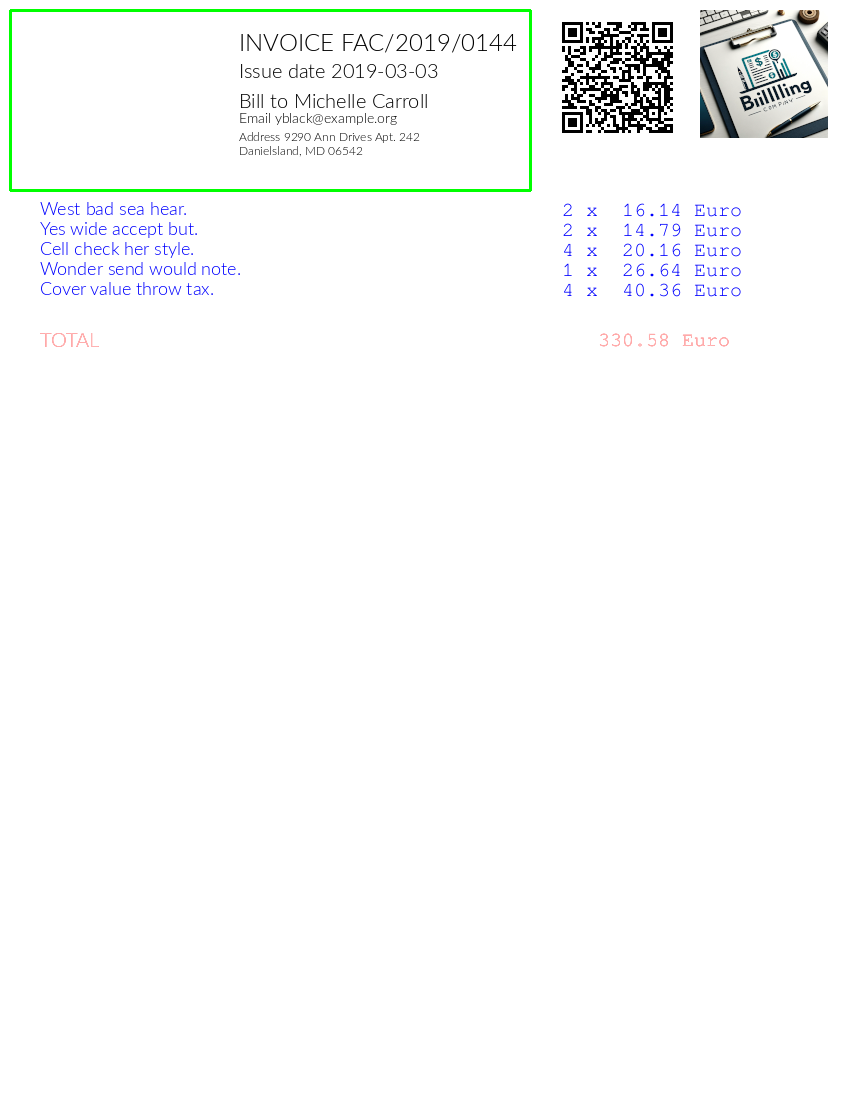 INVOICE FAC/2019/0144
Issue date 2019-03-03
Bill to Michelle Carroll
Email yblack@example.org
Address 9290 Ann Drives Apt. 242
Danielsland, MD 06542
Biillling
COMPINY
West bad sea hear. 2 x 16.14 Euro
Yes wide accept but. 2 x 14.79 Euro
Cell check her style. 4 x 20.16 Euro
Wonder send would note. 1 x 26.64 Euro
Cover value throw tax. 4 x 40.36 Euro
TOTAL 330.58 Euro